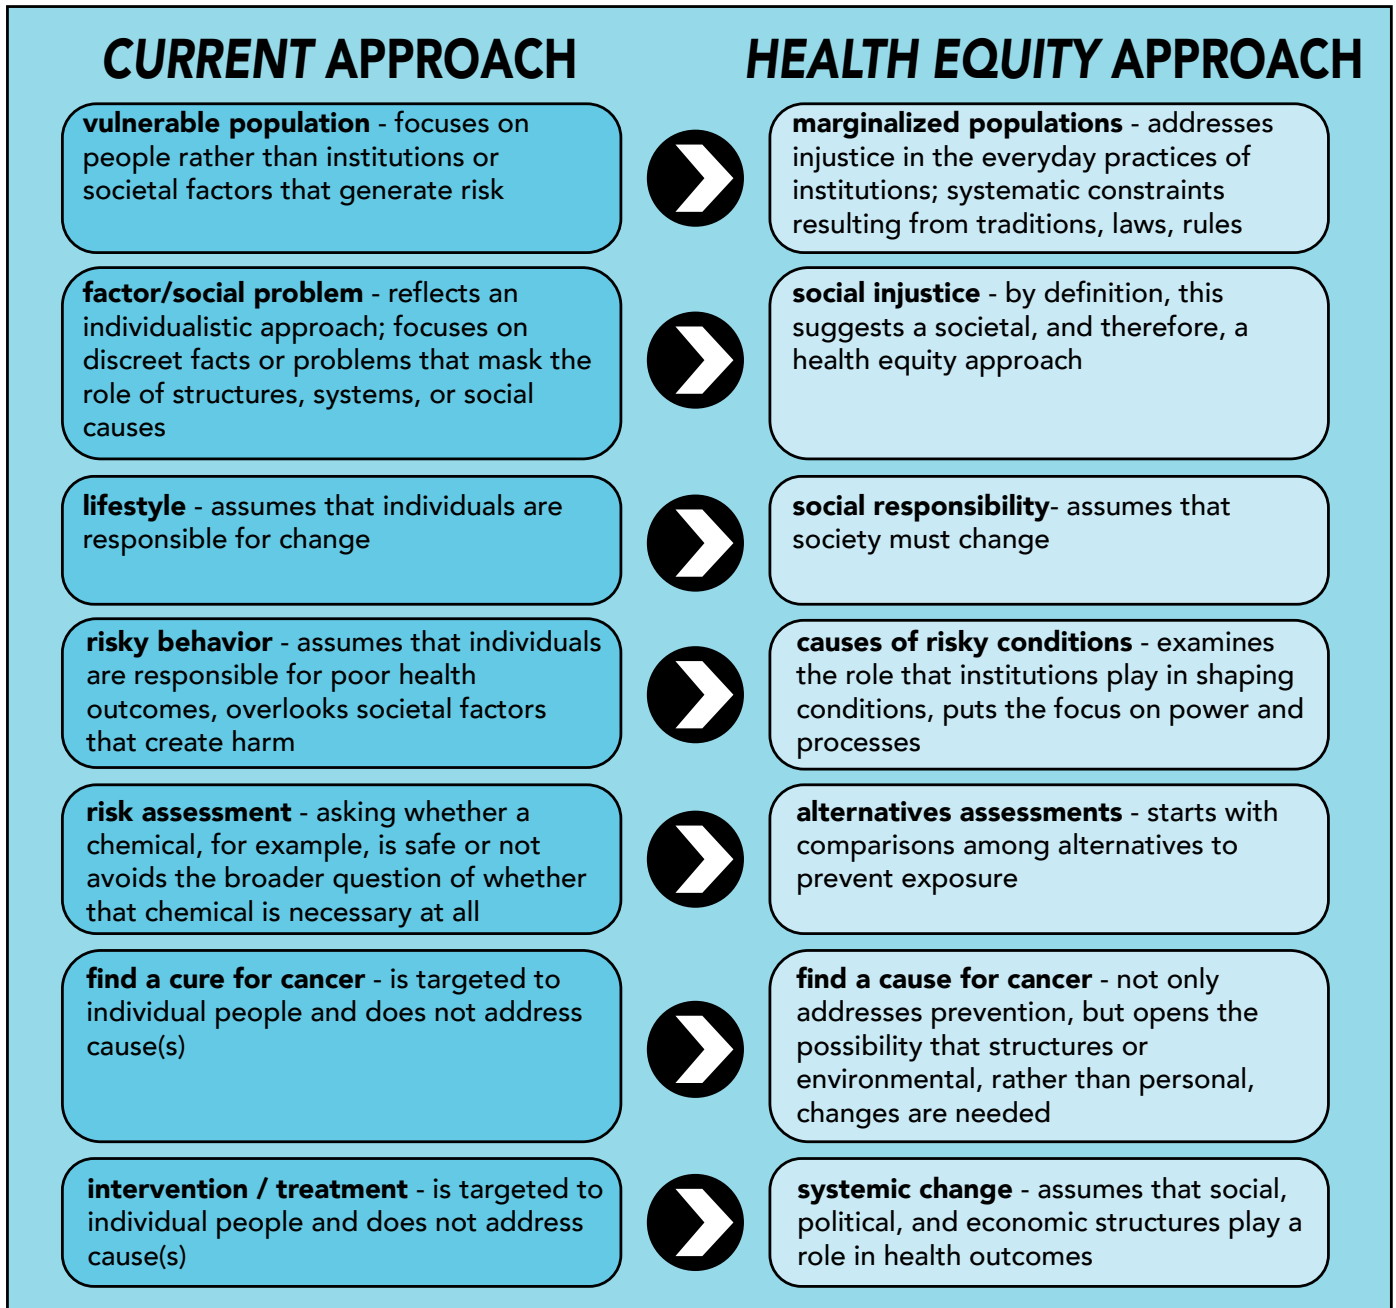 CURRENT APPROACH
HEALTH EQUITY APPROACH
vulnerable population - focuses on
people rather than institutions or
societal factors that generate risk
marginalized populations - addresses
injustice in the everyday practices of
institutions; systematic constraints
resulting from traditions, laws, rules
factor/social problem - reflects an
individualistic approach; focuses on
discreet facts or problems that mask the
role of structures, systems, or social
causes
social injustice - by definition, this
suggests a societal, and therefore, a
health equity approach
lifestyle - assumes that individuals are
responsible for change
social responsibility- assumes that
society must change
risky behavior - assumes that individuals
are responsible for poor health
outcomes, overlooks societal factors
that create harm
causes of risky conditions - examines
the role that institutions play in shaping
conditions, puts the focus on power and
processes
risk assessment - asking whether a
chemical, for example, is safe or not
avoids the broader question of whether
that chemical is necessary at all
alternatives assessments - starts with
comparisons among alternatives to
prevent exposure
find a cure for cancer - is targeted to
individual people and does not address
cause(s)
find a cause for cancer - not only
addresses prevention, but opens the
possibility that structures or
environmental, rather than personal,
changes are needed
intervention / treatment - is targeted to
individual people and does not address
cause(s)
systemic change - assumes that social,
political, and economic structures play a
role in health outcomes